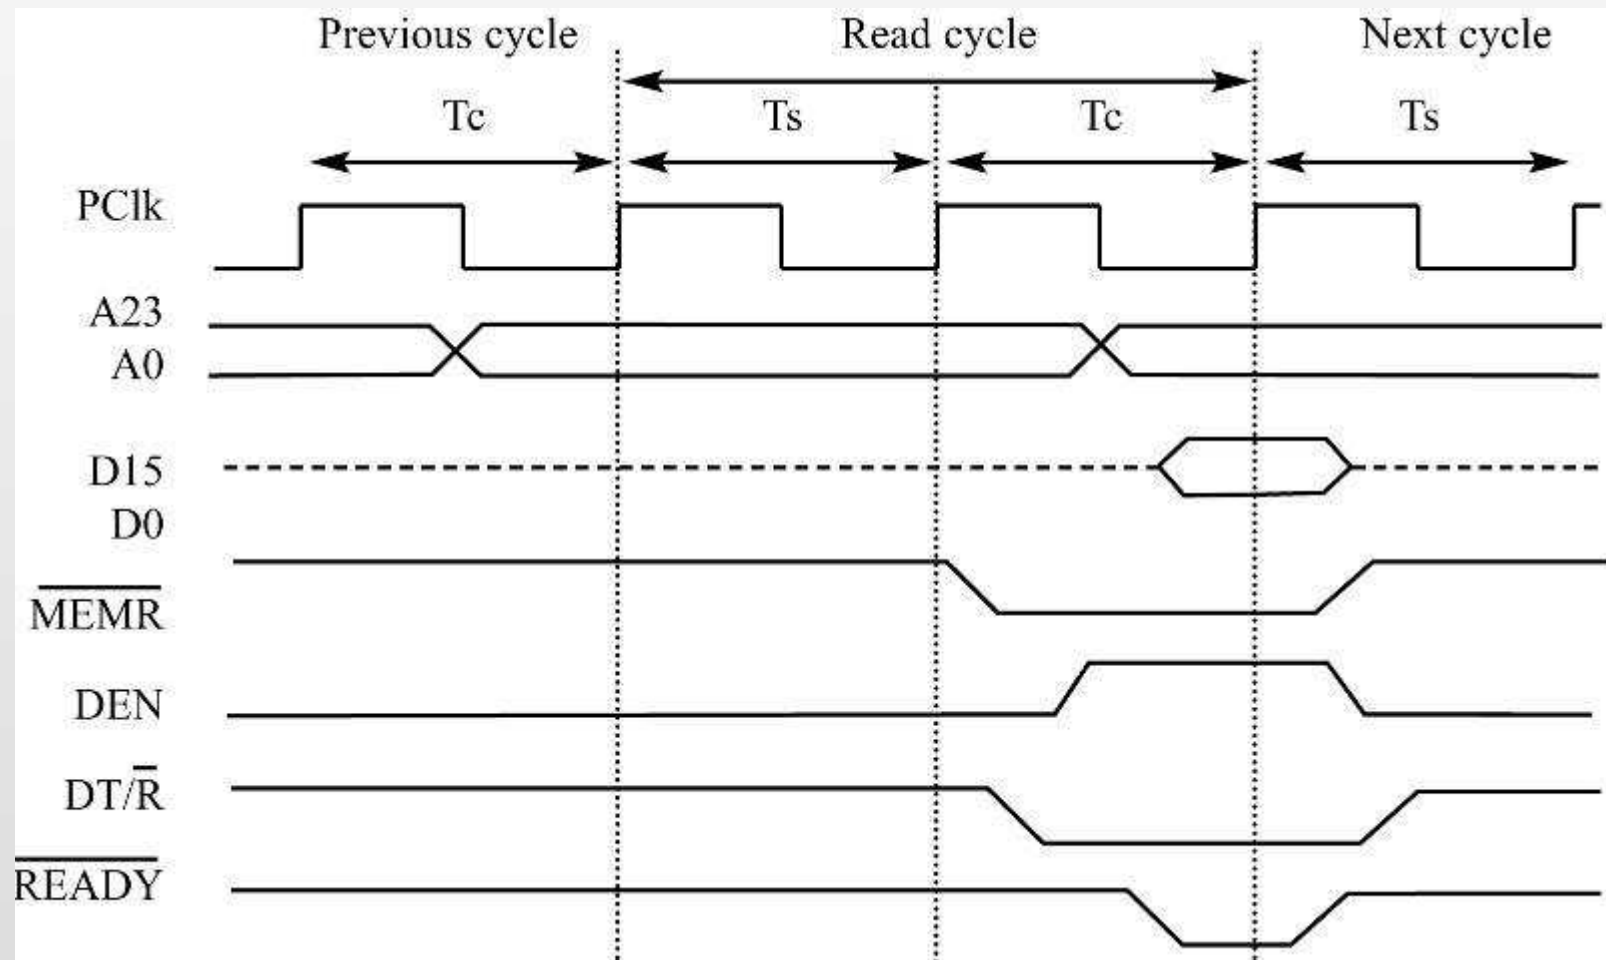 Previous cycle Read cycle Next cycle
Tc Ts Tc Ts
PClk
A23
A0
D15
D0
MEMR
DEN
DT/R
READY